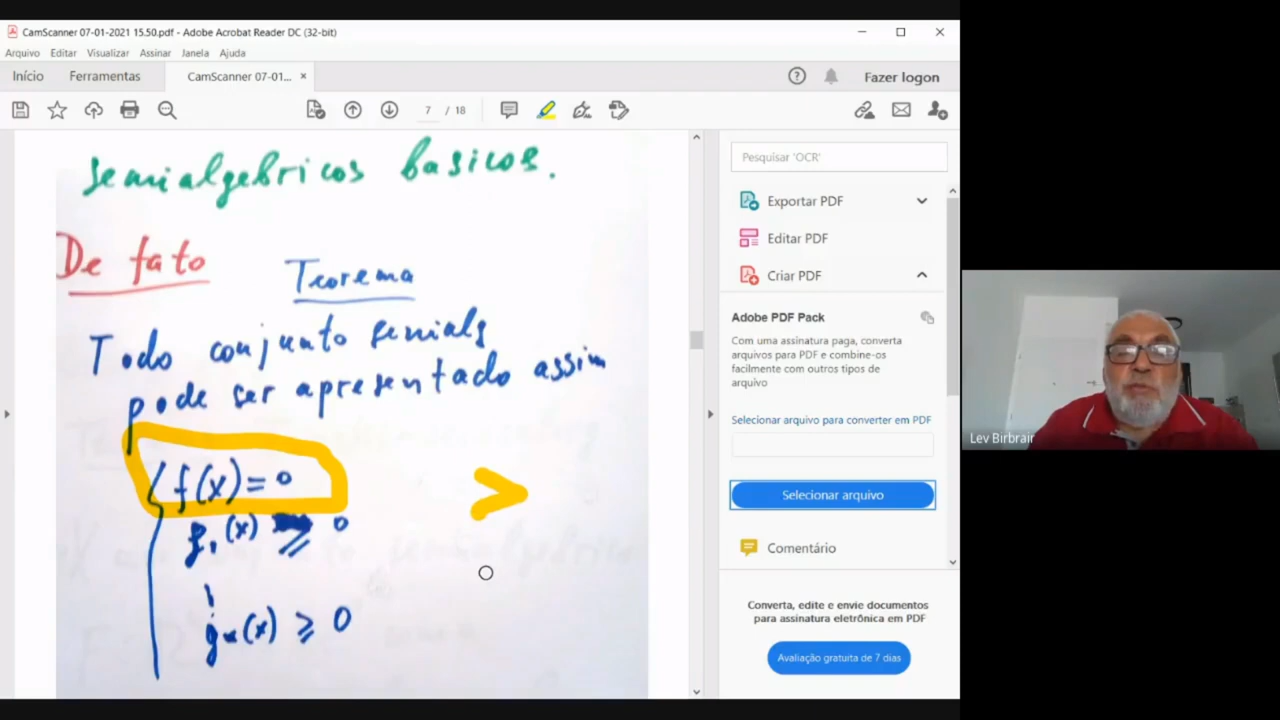 CamScanner 07-01-2021 15.50.pdf - Adobe Acrobat Reader DC (32-bit)
Arquivo Editar Visualizar Assinar Janela Ajuda
Início Ferramentas CamScanner 07-01... × Fazer logon
7 / 18
semialgebricos basicos.
De fato Teorema
Todo conjunto semialg
pode ser apresentado assim
f(x) = 0
>
g₁(x) ≥ 0
(x) ≥ 0
Pesquisar 'OCR'
Exportar PDF
Editar PDF
Criar PDF
Adobe PDF Pack
Com uma assinatura paga, converta
arquivos para PDF e combine-os
facilmente com outros tipos de
arquivo
Selecionar arquivo para converter em PDF
Selecionar arquivo
Comentário
Converta, edite e envie documentos
para assinatura eletrônica em PDF
Avaliação gratuita de 7 dias
Lev Birbrair